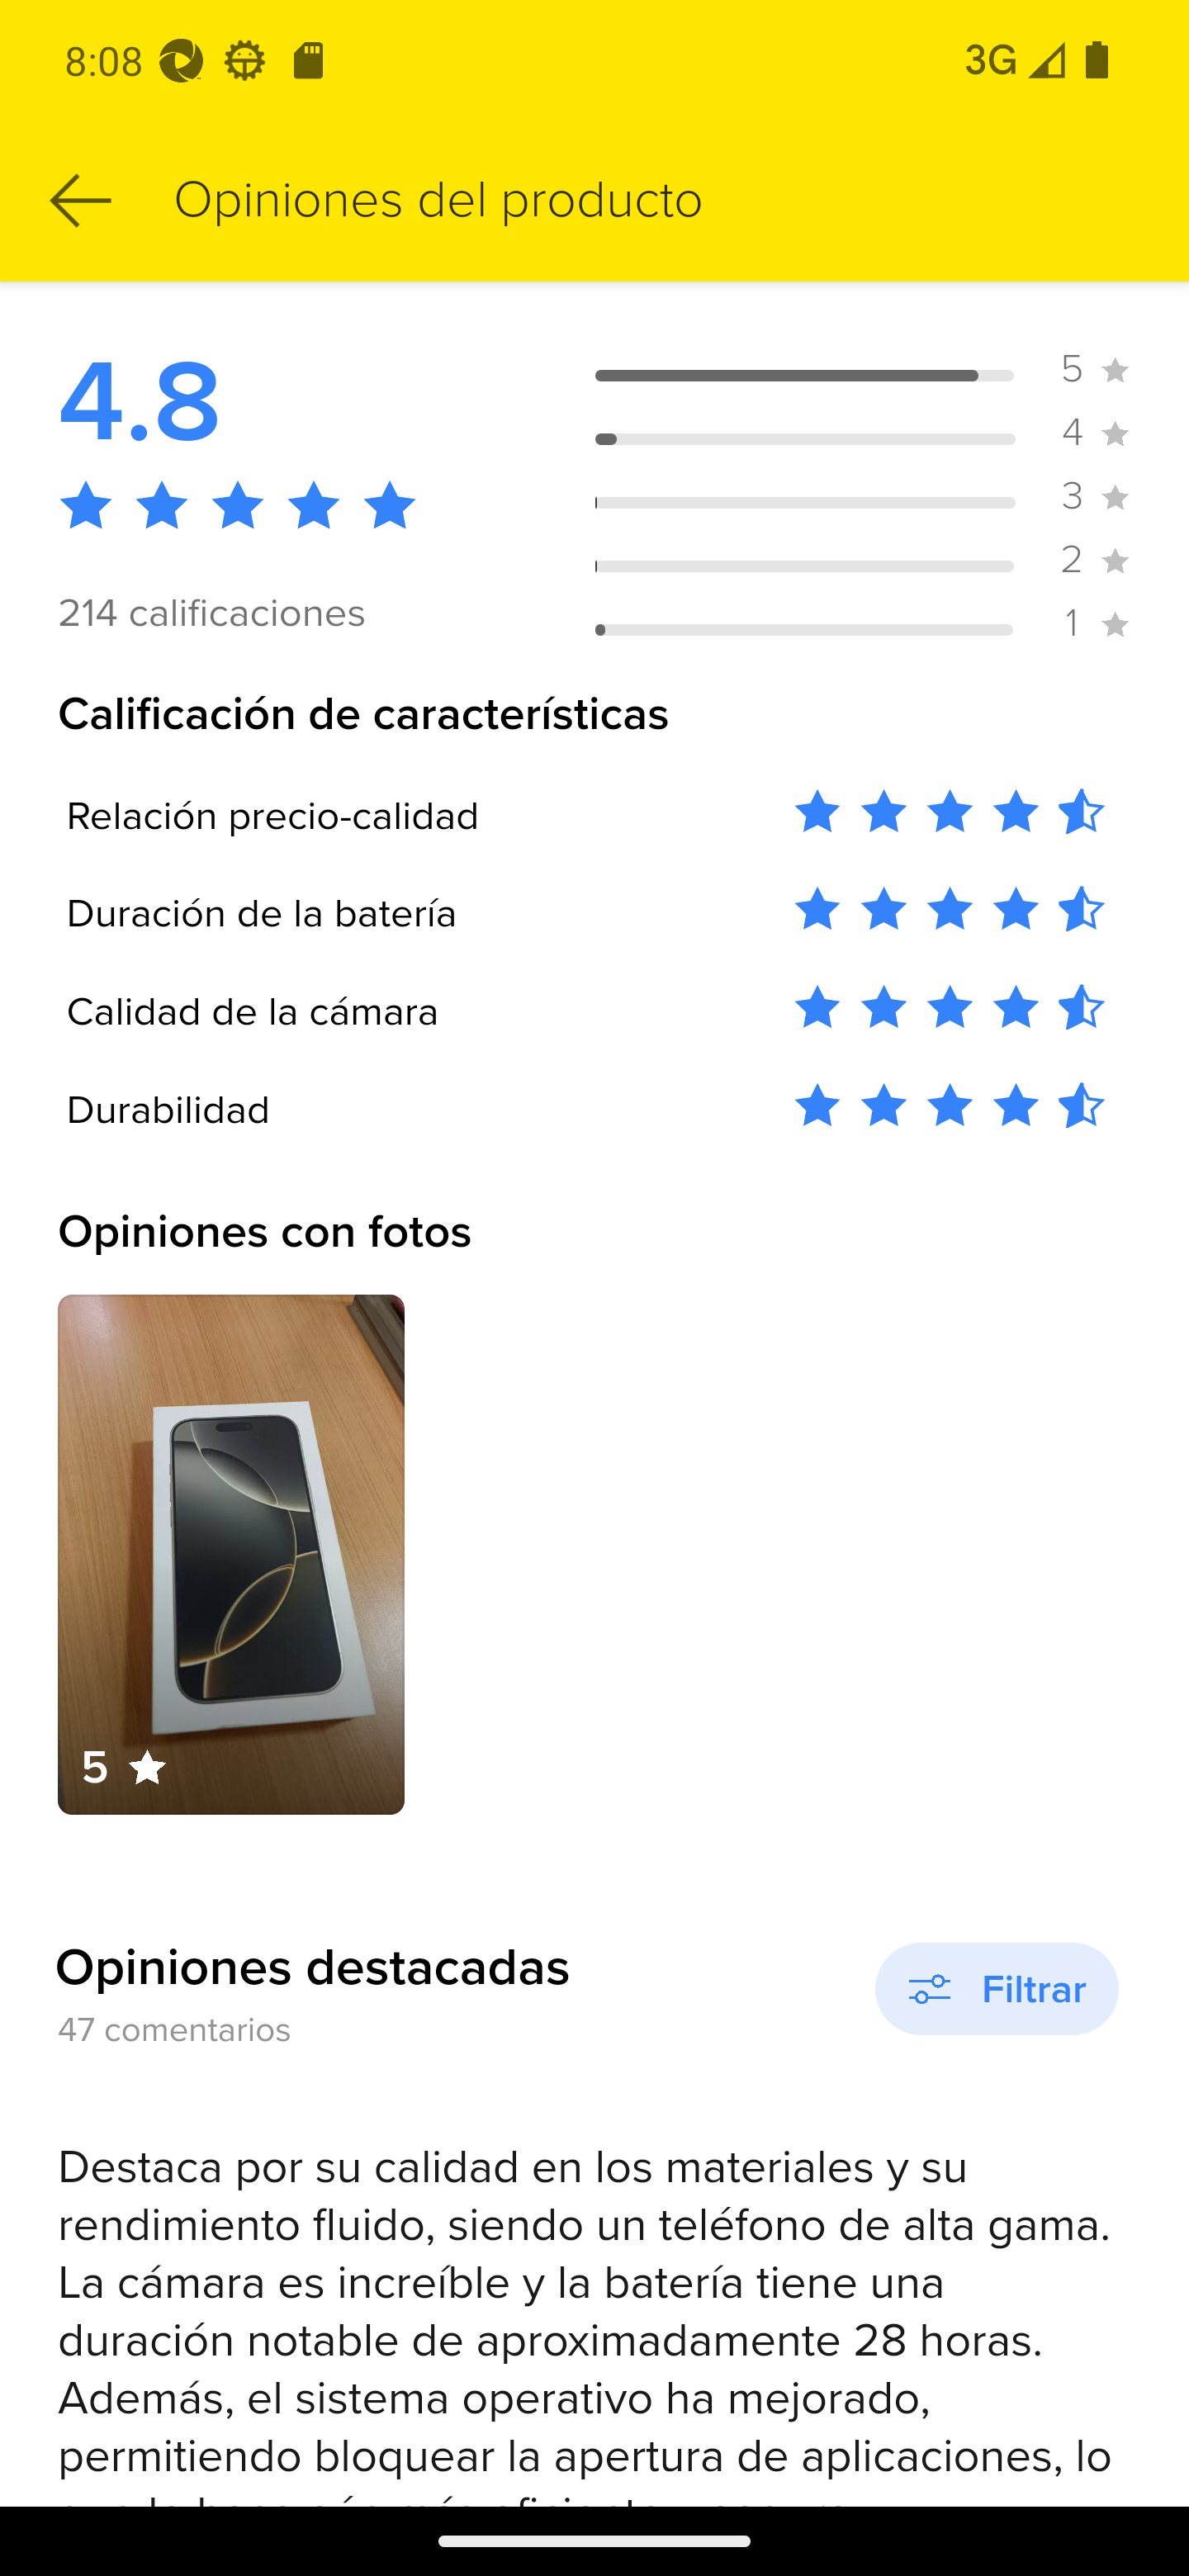 8:08
3G
Opiniones del producto
4.8
214 calificaciones
5
4
3
2
1
Calificación de características
Relación precio-calidad
Duración de la batería
Calidad de la cámara
Durabilidad
Opiniones con fotos
5
Opiniones destacadas
47 comentarios
Filtrar
Destaca por su calidad en los materiales y su
rendimiento fluido, siendo un teléfono de alta gama.
La cámara es increíble y la batería tiene una
duración notable de aproximadamente 28 horas.
Además, el sistema operativo ha mejorado,
permitiendo bloquear la apertura de aplicaciones, lo